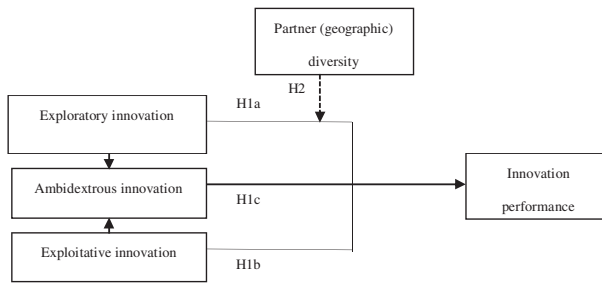 Partner (geographic)
diversity
H2
H1a
Exploratory innovation
Ambidextrous innovation
H1c
Innovation
performance
Exploitative innovation
H1b